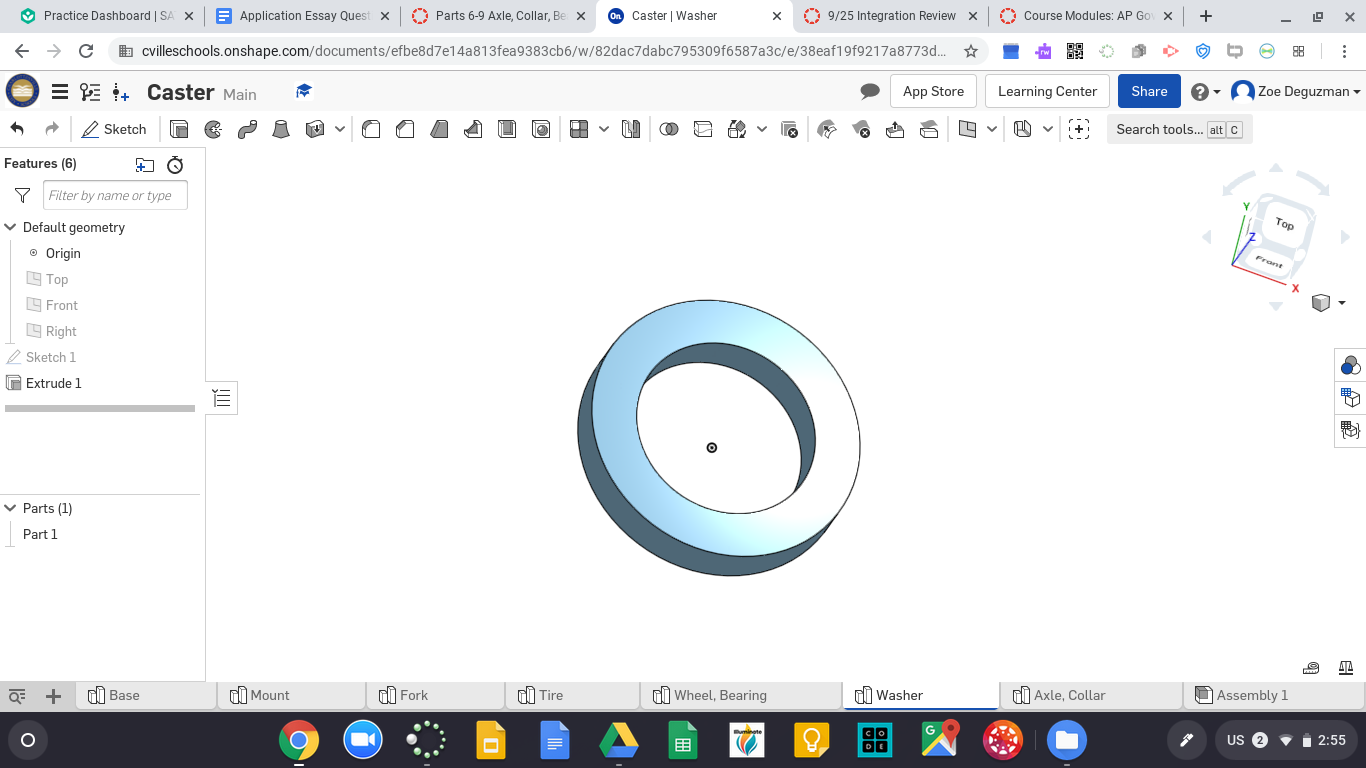 Practice Dashboard | SA
Application Essay Quest
Parts 6-9 Axle, Collar, Be
Caster | Washer
9/25 Integration Review
Course Modules: AP Gov
cvilleschools.onshape.com/documents/efbe8d7e14a813fea9383cb6/w/82dac7dabc795309f6587a3c/e/38eaf19f9217a8773d...
Caster Main
App Store
Learning Center
Share
Zoe Deguzman
Sketch
Search tools... alt C
Features (6)
Filter by name or type
Default geometry
Origin
Top
Front
Right
Sketch 1
Extrude 1
Parts (1)
Part 1
Y
Top
Z
Front
X
Base
Mount
Fork
Tire
Wheel, Bearing
Washer
Axle, Collar
Assembly 1
US 2 2:55